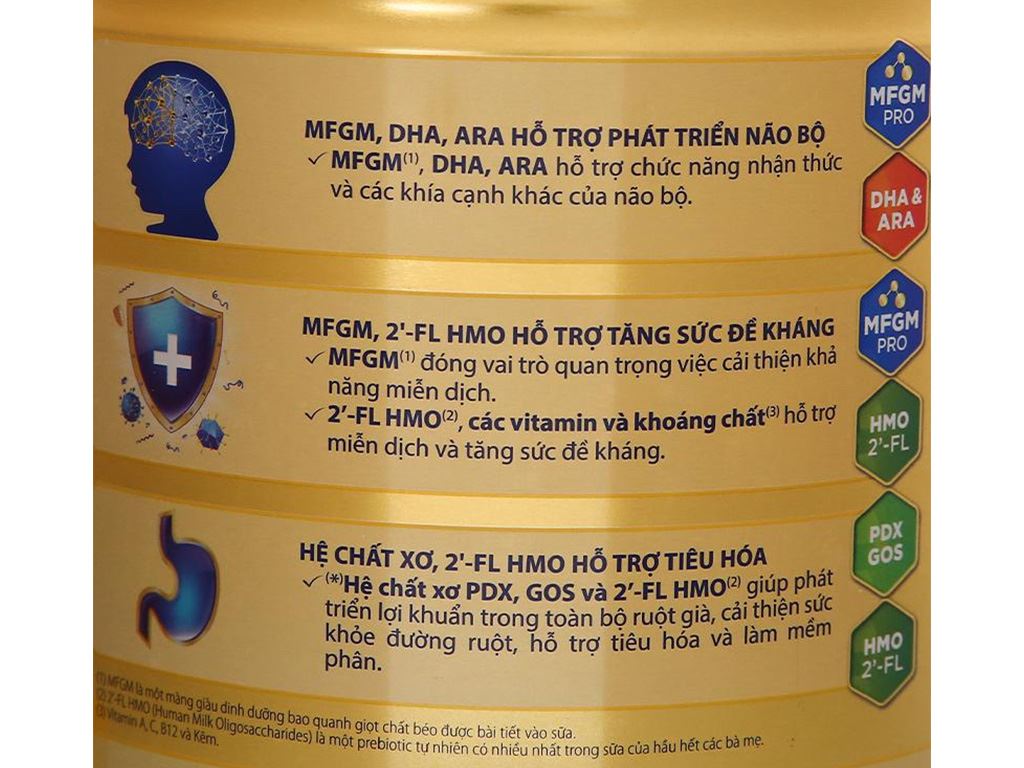 MFGM, DHA, ARA HỖ TRỢ PHÁT TRIỂN NÃO BỘ
✓ MFGM(1), DHA, ARA hỗ trợ chức năng nhận thức
và các khía cạnh khác của não bộ.
MFGM
PRO
DHA &
ARA
MFGM, 2'-FL HMO HỖ TRỢ TĂNG SỨC ĐỀ KHÁNG
✓ MFGM(1) đóng vai trò quan trọng việc cải thiện khả
năng miễn dịch.
✓ 2'-FL HMO(2), các vitamin và khoáng chất(3) hỗ trợ
miễn dịch và tăng sức đề kháng.
MFGM
PRO
HMO
2'-FL
HỆ CHẤT XƠ, 2'-FL HMO HỖ TRỢ TIÊU HÓA
✓ (*)Hệ chất xơ PDX, GOS và 2'-FL HMO(2) giúp phát
triển lợi khuẩn trong toàn bộ ruột già, cải thiện sức
khỏe đường ruột, hỗ trợ tiêu hóa và làm mềm
phân.
PDX
GOS
HMO
2'-FL
(1) MFGM là một màng giàu dinh dưỡng bao quanh giọt chất béo được bài tiết vào sữa.
(2) 2'-FL HMO (Human Milk Oligosaccharides) là một prebiotic tự nhiên có nhiều nhất trong sữa của hầu hết các bà mẹ.
(3) Vitamin A, C, B12 và Kẽm.